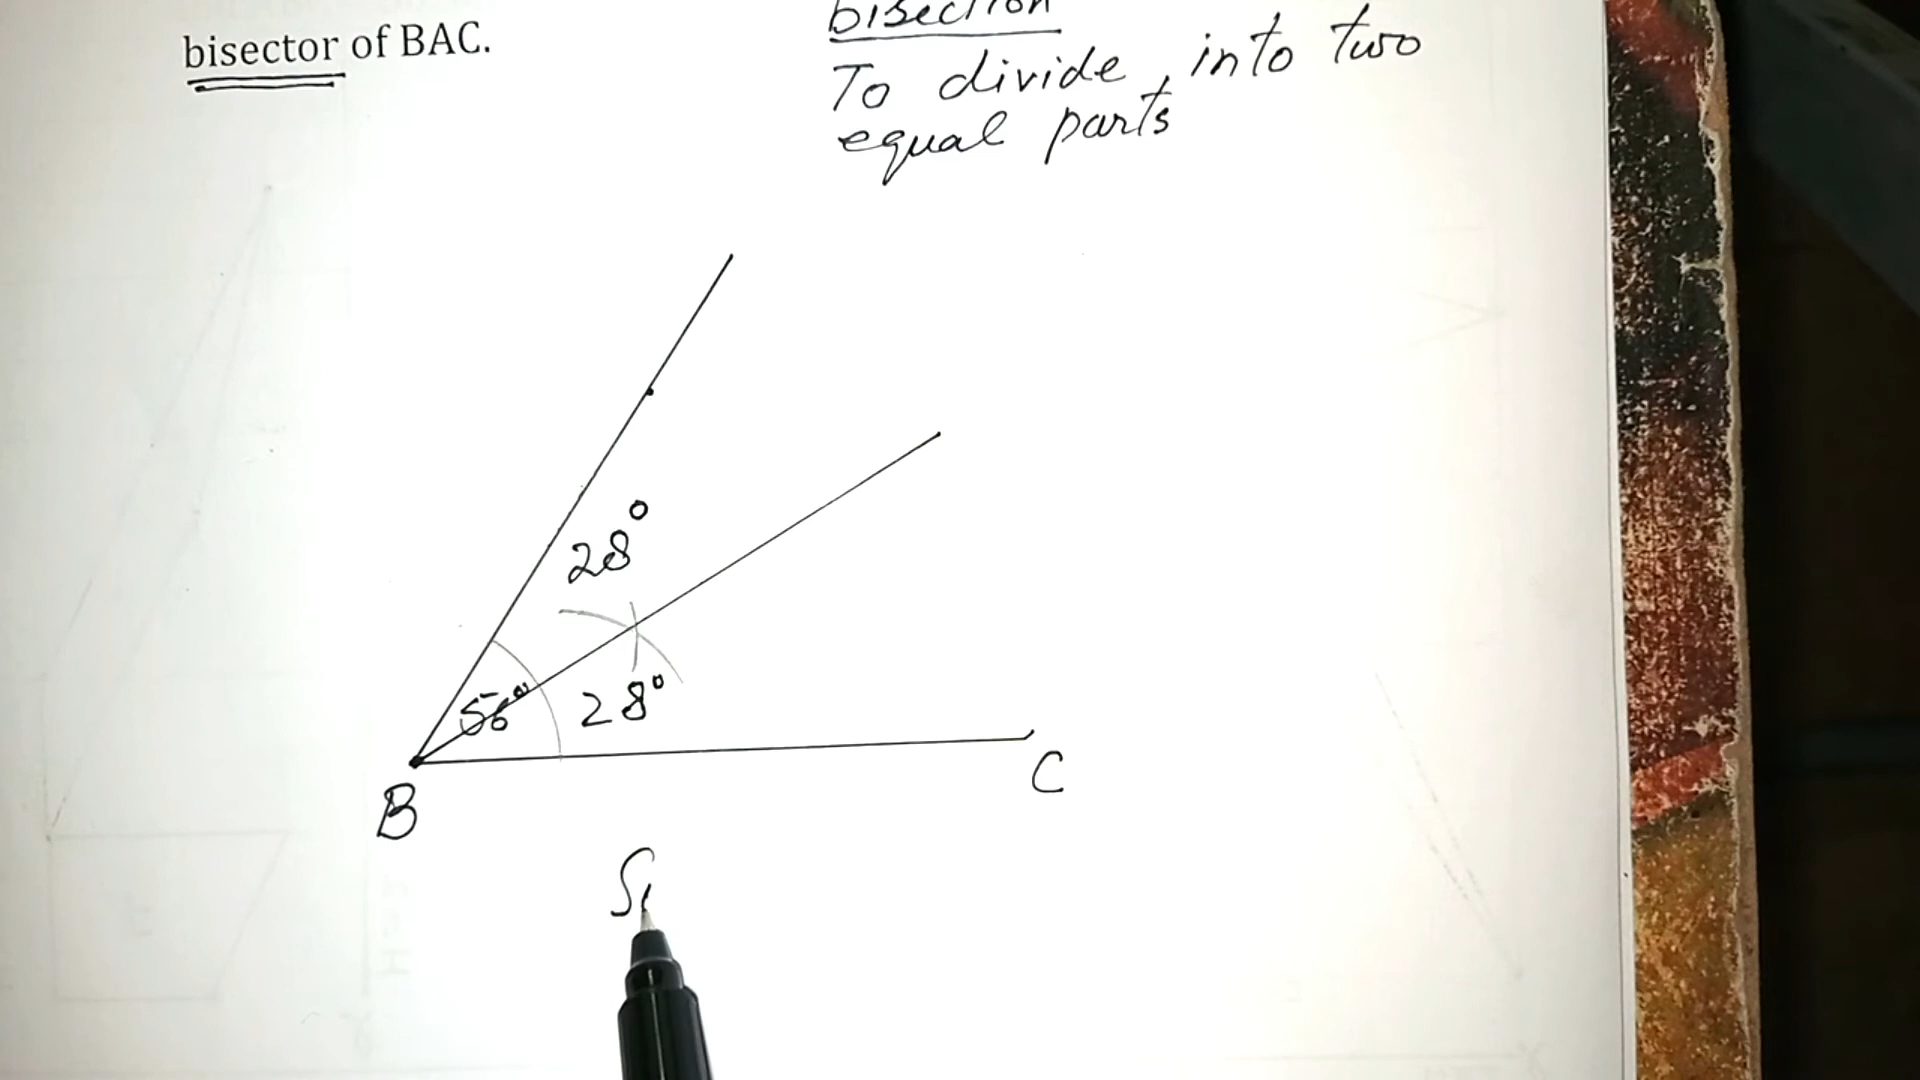 bisector of BAC.
bisection
To divide into two
equal parts
28°
56°
28°
C
B